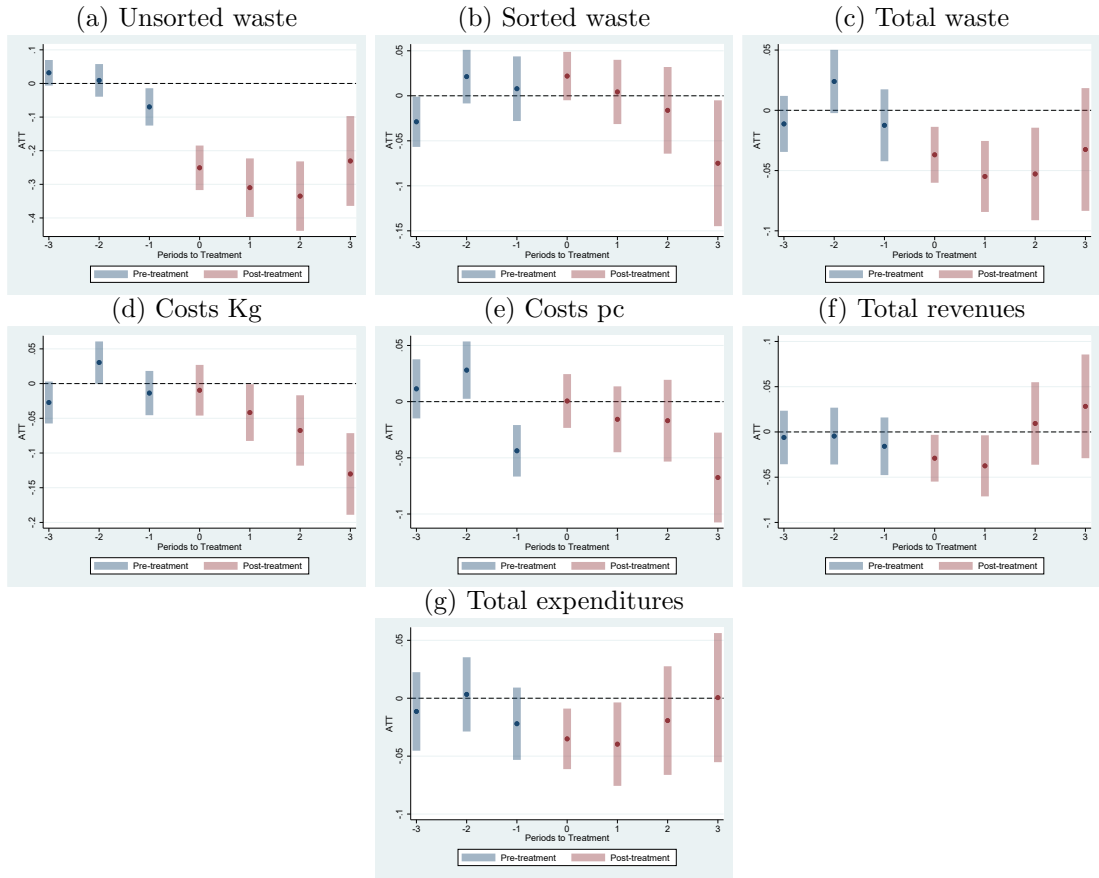 (a) Unsorted waste
.1
0
-.1
-.2
-.3
-.4
ATT
-3 -2 -1 0 1 2 3
Periods to Treatment
Pre-treatment Post-treatment
(b) Sorted waste
.05
0
-.05
-.1
-.15
ATT
-3 -2 -1 0 1 2 3
Periods to Treatment
Pre-treatment Post-treatment
(c) Total waste
.05
0
-.05
-.1
ATT
-3 -2 -1 0 1 2 3
Periods to Treatment
Pre-treatment Post-treatment
(d) Costs Kg
.05
0
-.05
-.1
-.15
-.2
ATT
-3 -2 -1 0 1 2 3
Periods to Treatment
Pre-treatment Post-treatment
(e) Costs pc
.05
0
-.05
-.1
ATT
-3 -2 -1 0 1 2 3
Periods to Treatment
Pre-treatment Post-treatment
(f) Total revenues
.1
.05
0
-.05
-.1
ATT
-3 -2 -1 0 1 2 3
Periods to Treatment
Pre-treatment Post-treatment
(g) Total expenditures
.05
0
-.05
-.1
ATT
-3 -2 -1 0 1 2 3
Periods to Treatment
Pre-treatment Post-treatment